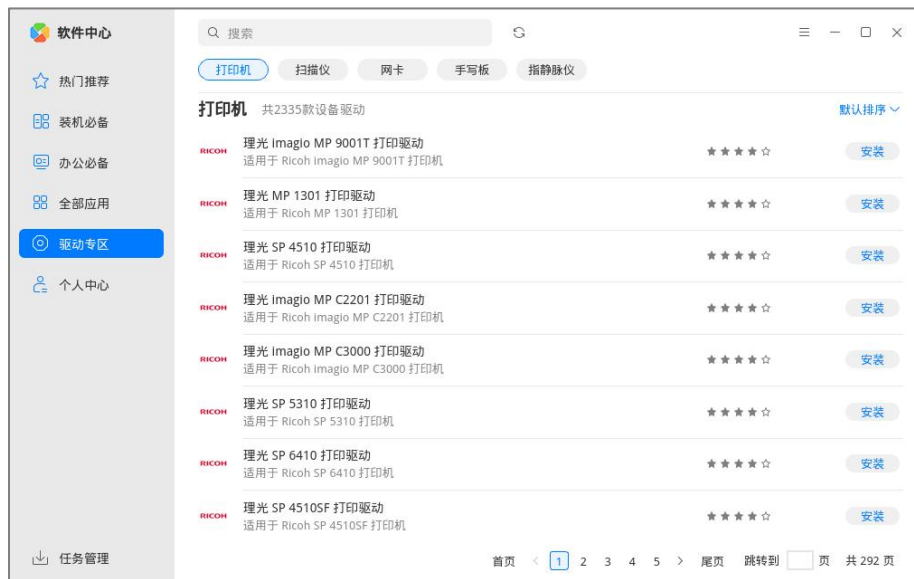 软件中心
搜索
热门推荐
装机必备
办公必备
全部应用
驱动专区
个人中心
任务管理
打印机 扫描仪 网卡 手写板 指静脉仪
打印机 共2335款设备驱动 默认排序
RICOH 理光 imagio MP 9001T 打印驱动
适用于 Ricoh imagio MP 9001T 打印机
安装
RICOH 理光 MP 1301 打印驱动
适用于 Ricoh MP 1301 打印机
安装
RICOH 理光 SP 4510 打印驱动
适用于 Ricoh SP 4510 打印机
安装
RICOH 理光 imagio MP C2201 打印驱动
适用于 Ricoh imagio MP C2201 打印机
安装
RICOH 理光 imagio MP C3000 打印驱动
适用于 Ricoh imagio MP C3000 打印机
安装
RICOH 理光 SP 5310 打印驱动
适用于 Ricoh SP 5310 打印机
安装
RICOH 理光 SP 6410 打印驱动
适用于 Ricoh SP 6410 打印机
安装
RICOH 理光 SP 4510SF 打印驱动
适用于 Ricoh SP 4510SF 打印机
安装
首页 < 1 2 3 4 5 > 尾页 跳转到 页 共 292 页